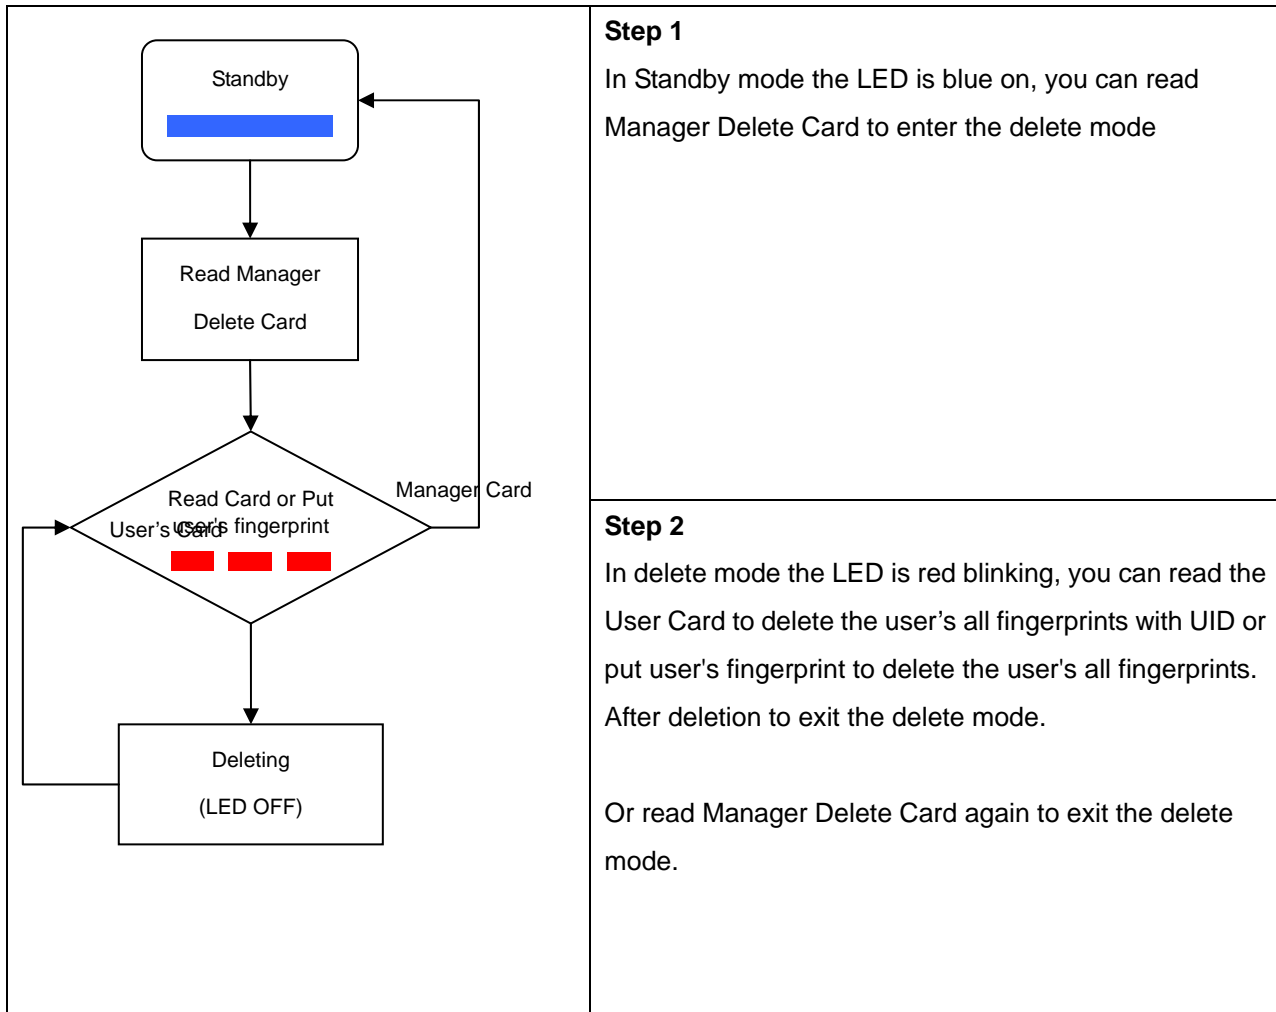 Standby
Read Manager
Delete Card
Read Card or Put
user's fingerprint
User’s Card
Manager Card
Deleting
(LED OFF)
Step 1
In Standby mode the LED is blue on, you can read
Manager Delete Card to enter the delete mode
Step 2
In delete mode the LED is red blinking, you can read the
User Card to delete the user’s all fingerprints with UID or
put user's fingerprint to delete the user's all fingerprints.
After deletion to exit the delete mode.
Or read Manager Delete Card again to exit the delete
mode.